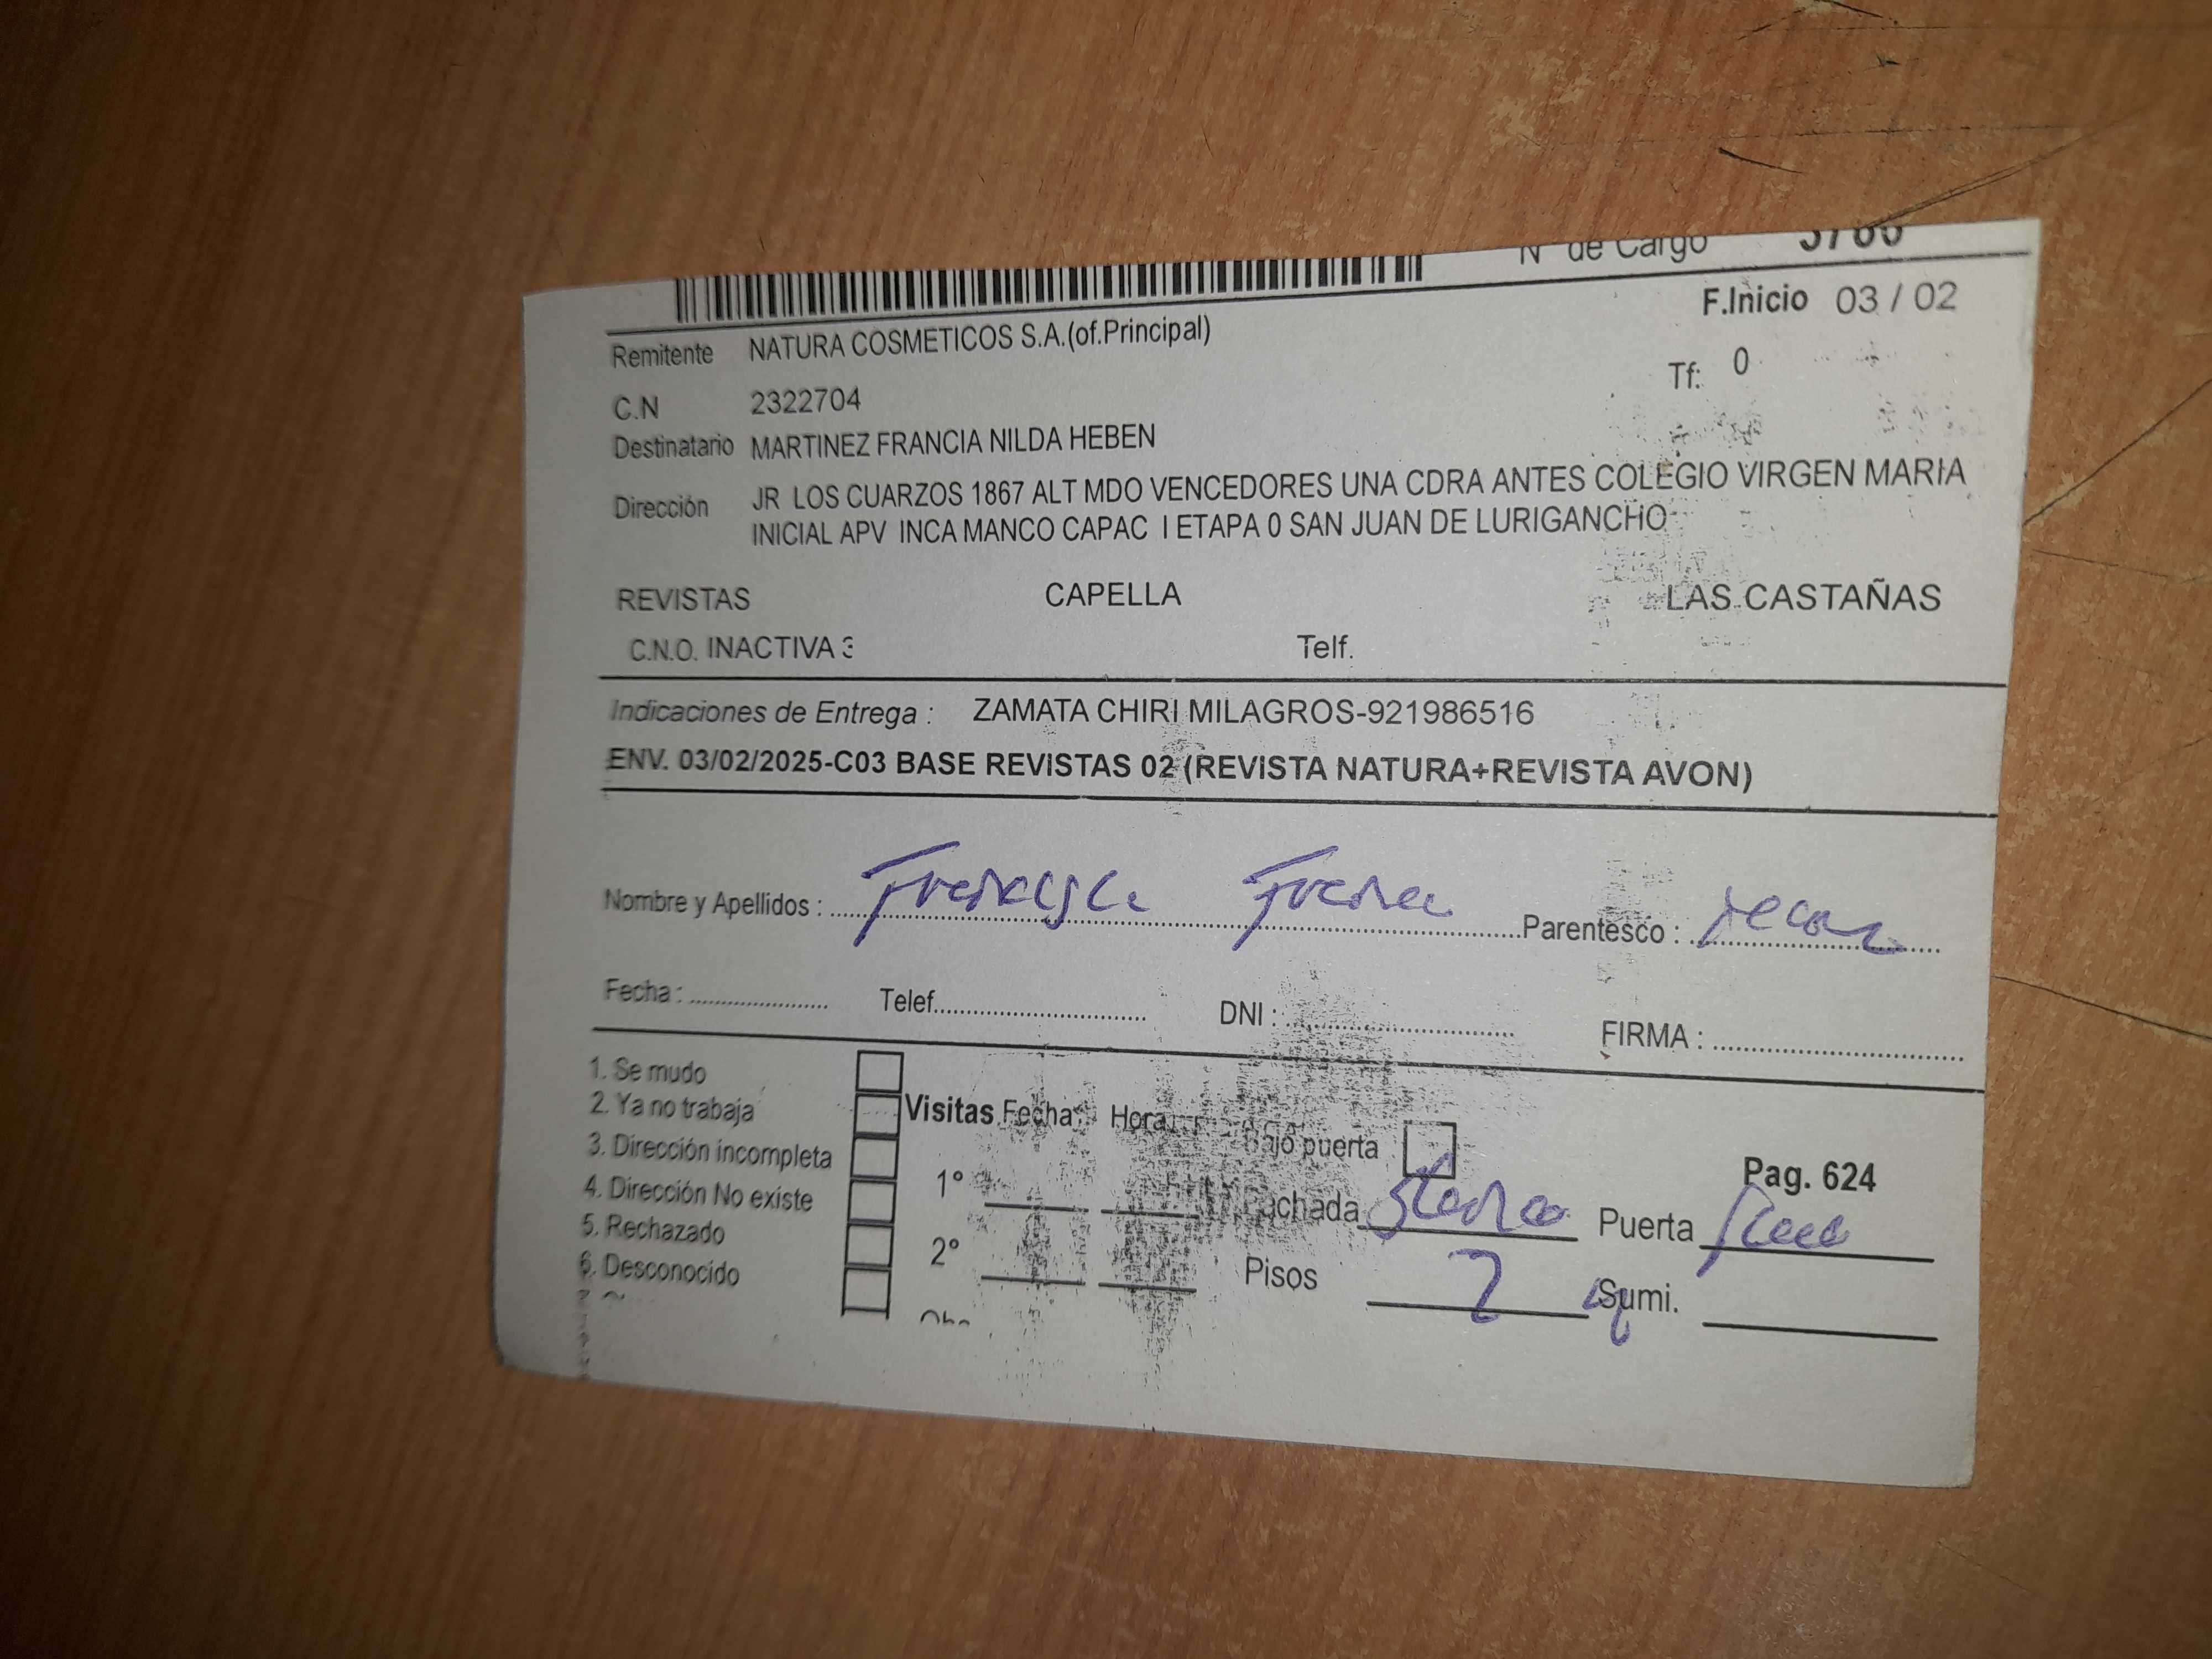 N° de Cargo 3786
F.Inicio 03 / 02
Remitente NATURA COSMETICOS S.A.(of.Principal)
Tf: 0
C.N 2322704
Destinatario MARTINEZ FRANCIA NILDA HEBEN
Dirección JR LOS CUARZOS 1867 ALT MDO VENCEDORES UNA CDRA ANTES COLEGIO VIRGEN MARIA
INICIAL APV INCA MANCO CAPAC I ETAPA 0 SAN JUAN DE LURIGANCHO
REVISTAS CAPELLA LAS CASTAÑAS
C.N.O. INACTIVA 3 Telf.
Indicaciones de Entrega : ZAMATA CHIRI MILAGROS-921986516
ENV. 03/02/2025-C03 BASE REVISTAS 02 (REVISTA NATURA+REVISTA AVON)
Nombre y Apellidos : Parentesco :
Fecha : Telef. DNI : FIRMA :
1. Se mudo
2. Ya no trabaja Visitas Fecha: Hora
3. Dirección incompleta Bajo puerta
4. Dirección No existe 1° Fachada Puerta Pag. 624
5. Rechazado
6. Desconocido 2° Pisos 2 Sumi.